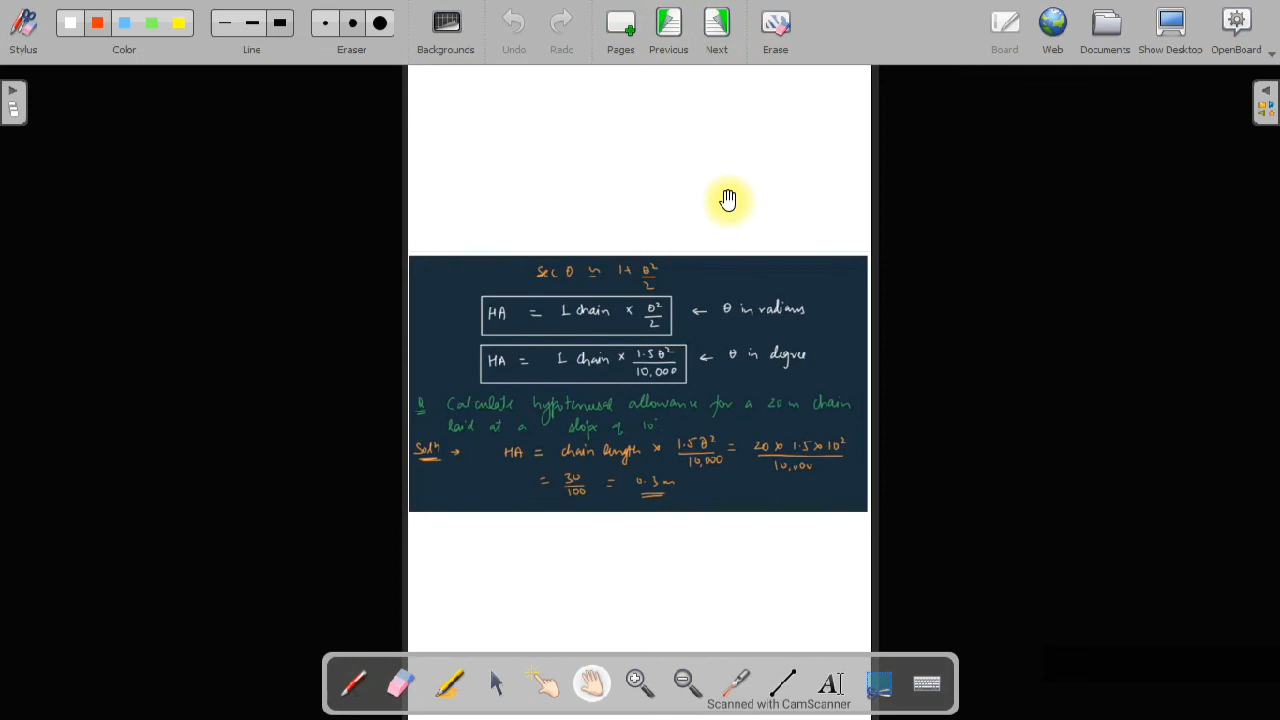 Stylus
Color
Line
Eraser
Backgrounds
Undo
Redo
Pages
Previous
Next
Erase
Board
Web
Documents
Show Desktop
OpenBoard
Sec θ ≃ 1+ θ²/2
HA = L chain × θ²/2 ← θ in radians
HA = L chain × 1.5θ²/10,000 ← θ in degree
Q Calculate hypotenusal allowance for a 20 m chain
laid at a slope of 10°.
Solⁿ → HA = chain length × 1.5θ²/10,000 = 20 × 1.5 × 10²/10,000
= 30/100 = 0.3 m
Scanned with CamScanner